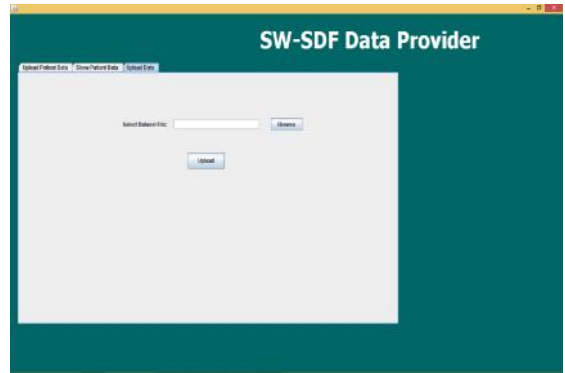 SW-SDF Data Provider
Upload Patient Data Show Patient Data Upload Data
Select Dataset File:
Browse
Upload